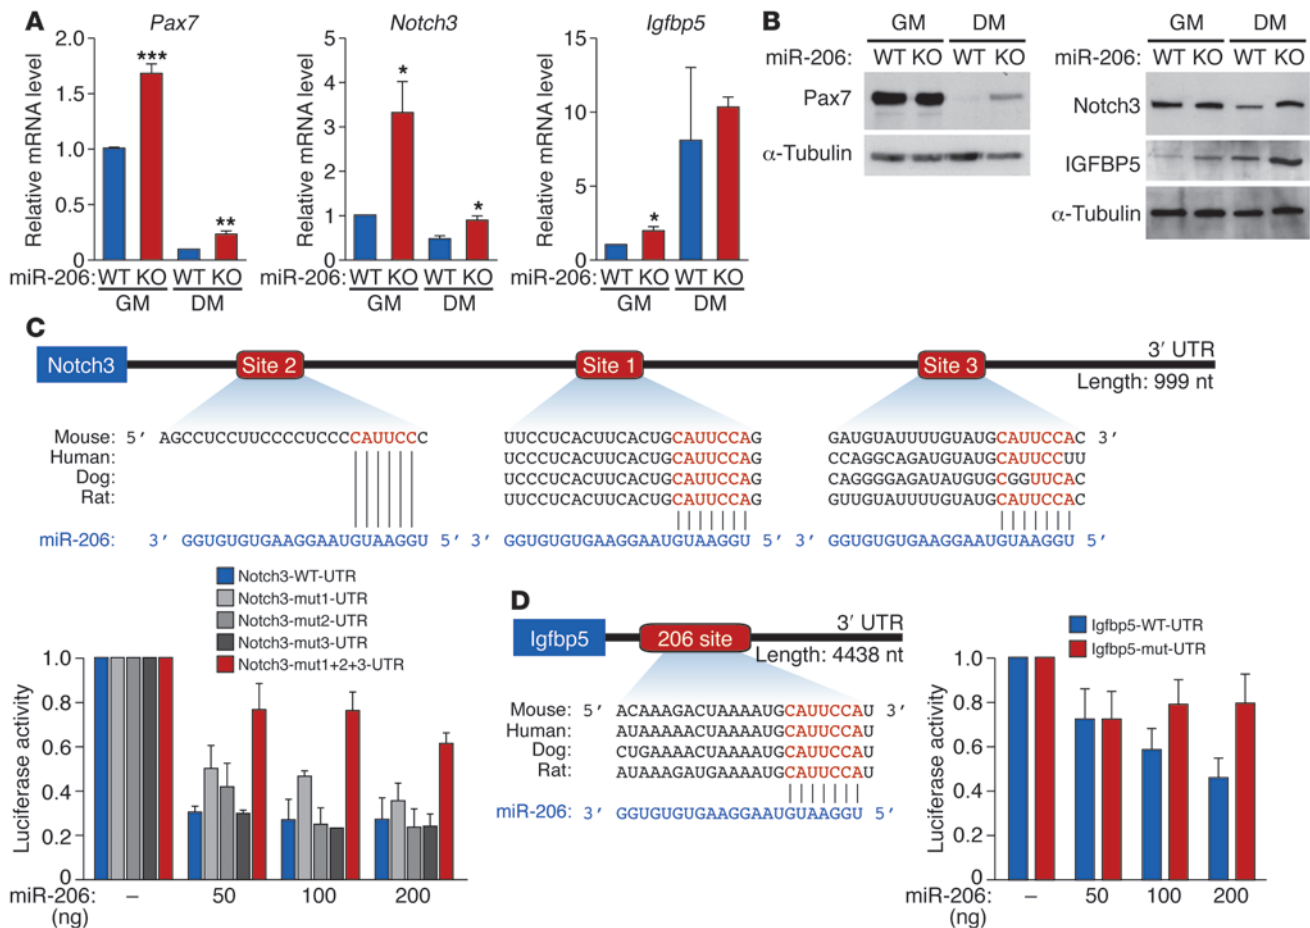 A
Pax7
Relative mRNA level
2.0
1.5
1.0
0.5
0
***
**
miR-206: WT KO WT KO
GM DM
Notch3
Relative mRNA level
5
4
3
2
1
0
*
*
miR-206: WT KO WT KO
GM DM
Igfbp5
Relative mRNA level
15
10
5
0
*
miR-206: WT KO WT KO
GM DM
B
GM DM
miR-206: WT KO WT KO
Pax7
α-Tubulin
GM DM
miR-206: WT KO WT KO
Notch3
IGFBP5
α-Tubulin
C
Notch3 Site 2 Site 1 Site 3 3′ UTR
Length: 999 nt
Mouse: 5′ AGCCUCCUUCCCCUCCCCAUUCCC UUCCUCACUUCACUGCAUUCCAG GAUGUAUUUUGUAUGCAUUCCAC 3′
Human: UCCCUCACUUCACUGCAUUCCAG CCAGGCAGAUGUAUGCAUUCCUU
Dog: UCCCUCACUUCACUGCAUUCCAG CAGGGGAGAUAUGUGCGGUUCAC
Rat: UUCCUCACUUCACUGCAUUCCAG GUUGUAUUUUGUAUGCAUUCCAC
miR-206: 3′ GGUGUGUGAAGGAAUGUAAGGU 5′ 3′ GGUGUGUGAAGGAAUGUAAGGU 5′ 3′ GGUGUGUGAAGGAAUGUAAGGU 5′
Notch3-WT-UTR
Notch3-mut1-UTR
Notch3-mut2-UTR
Notch3-mut3-UTR
Notch3-mut1+2+3-UTR
Luciferase activity
1.0
0.8
0.6
0.4
0.2
0
miR-206: – 50 100 200
(ng)
D
Igfbp5 206 site 3′ UTR
Length: 4438 nt
Mouse: 5′ ACAAAGACUAAAAUGCAUUCCAU 3′
Human: AUAAAAACUAAAAUGCAUUCCAU
Dog: CUGAAAACUAAAAUGCAUUCCAU
Rat: AUAAAGAUGAAAAUGCAUUCCAU
miR-206: 3′ GGUGUGUGAAGGAAUGUAAGGU 5′
Igfbp5-WT-UTR
Igfbp5-mut-UTR
Luciferase activity
1.0
0.8
0.6
0.4
0.2
0
miR-206: – 50 100 200
(ng)